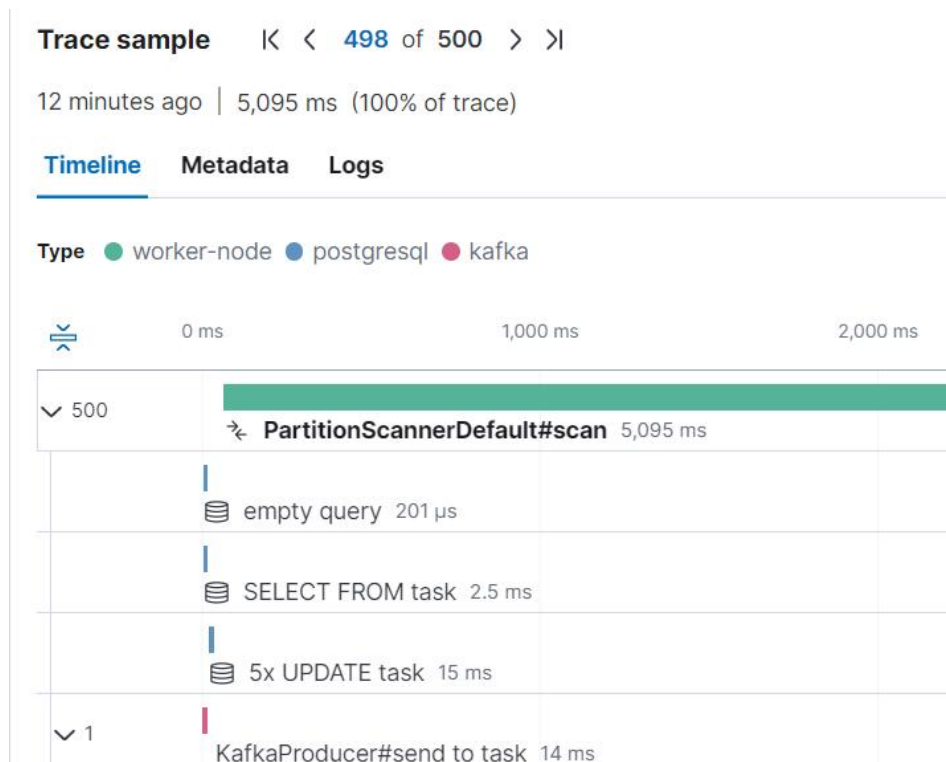 Trace sample 498 of 500
12 minutes ago | 5,095 ms (100% of trace)
Timeline Metadata Logs
Type worker-node postgresql kafka
0 ms 1,000 ms 2,000 ms
500
PartitionScannerDefault#scan 5,095 ms
empty query 201 μs
SELECT FROM task 2.5 ms
5x UPDATE task 15 ms
1
KafkaProducer#send to task 14 ms